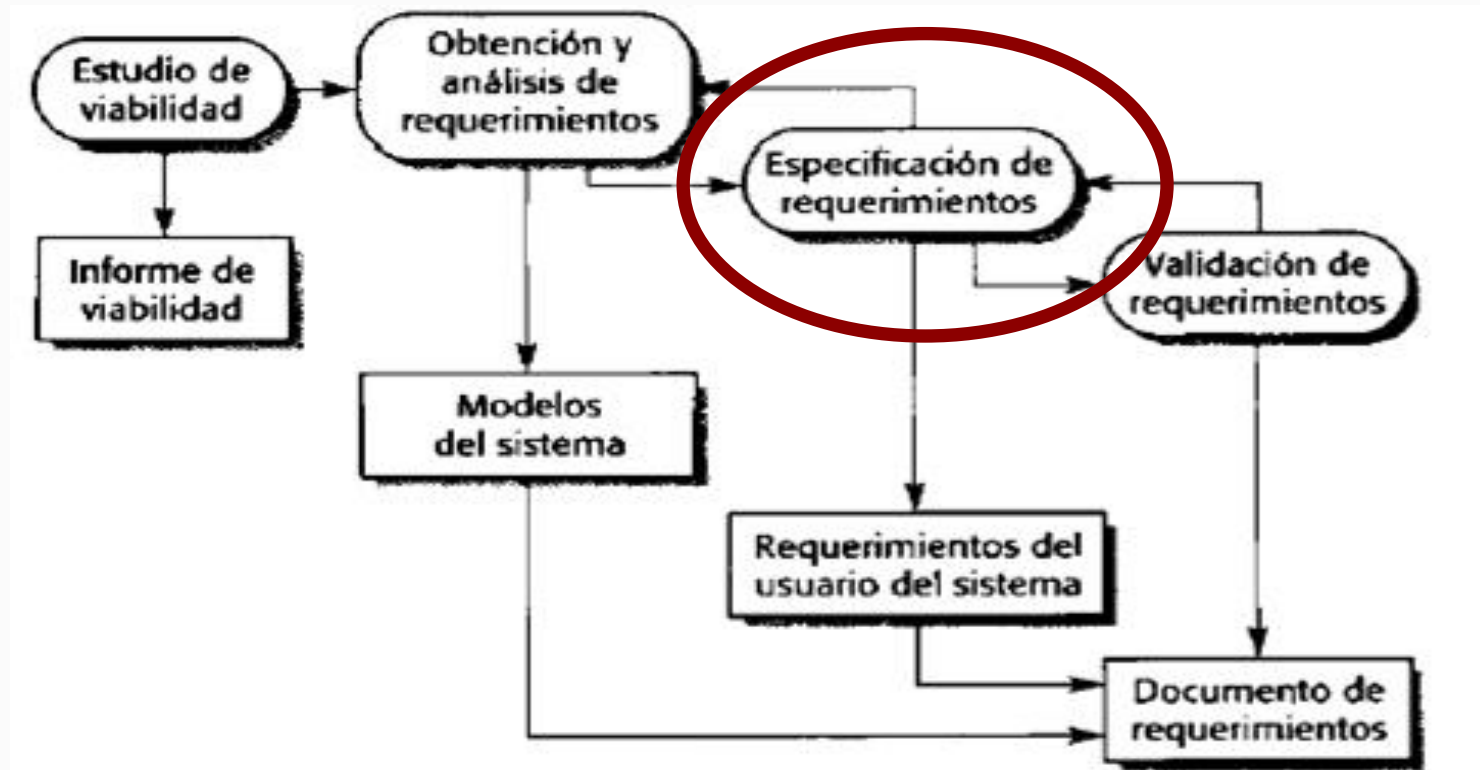 Estudio de
viabilidad
Obtención y
análisis de
requerimientos
Especificación de
requerimientos
Informe de
viabilidad
Validación de
requerimientos
Modelos
del sistema
Requerimientos del
usuario del sistema
Documento de
requerimientos